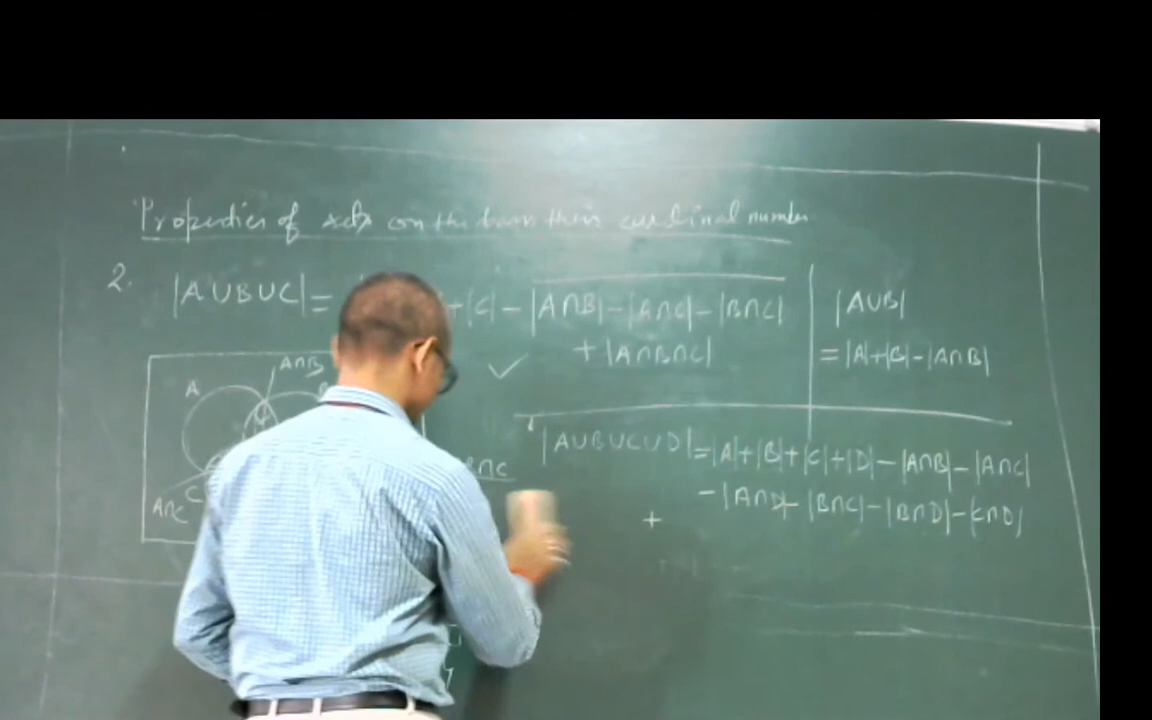 Properties of sets on the basis their cardinal number
2.
|A∪B∪C|= +|C|-|A∩B|-|A∩C|-|B∩C|
+|A∩B∩C|
|A∪B|
=|A|+|B|-|A∩B|
A
A∩B
A∩C
C
B∩C
|A∪B∪C∪D|=|A|+|B|+|C|+|D|-|A∩B|-|A∩C|
-|A∩D|-|B∩C|-|B∩D|-|C∩D|
+